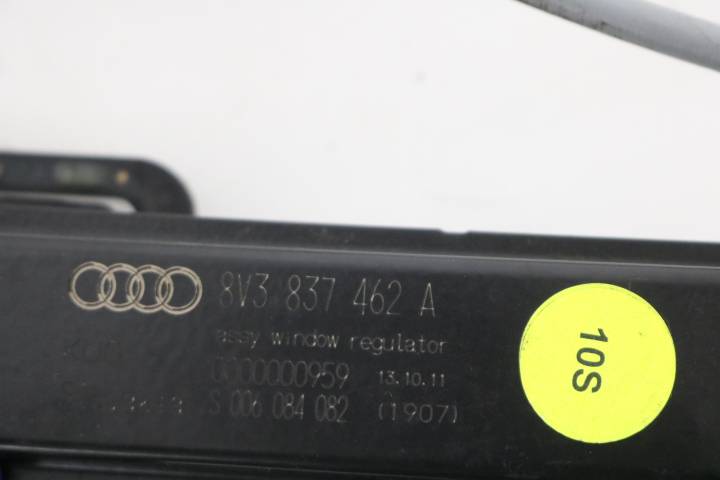 8V3 837 462 A
assy window regulator
0000000959 13.10.11
S 006 084 082 (1907)
10S